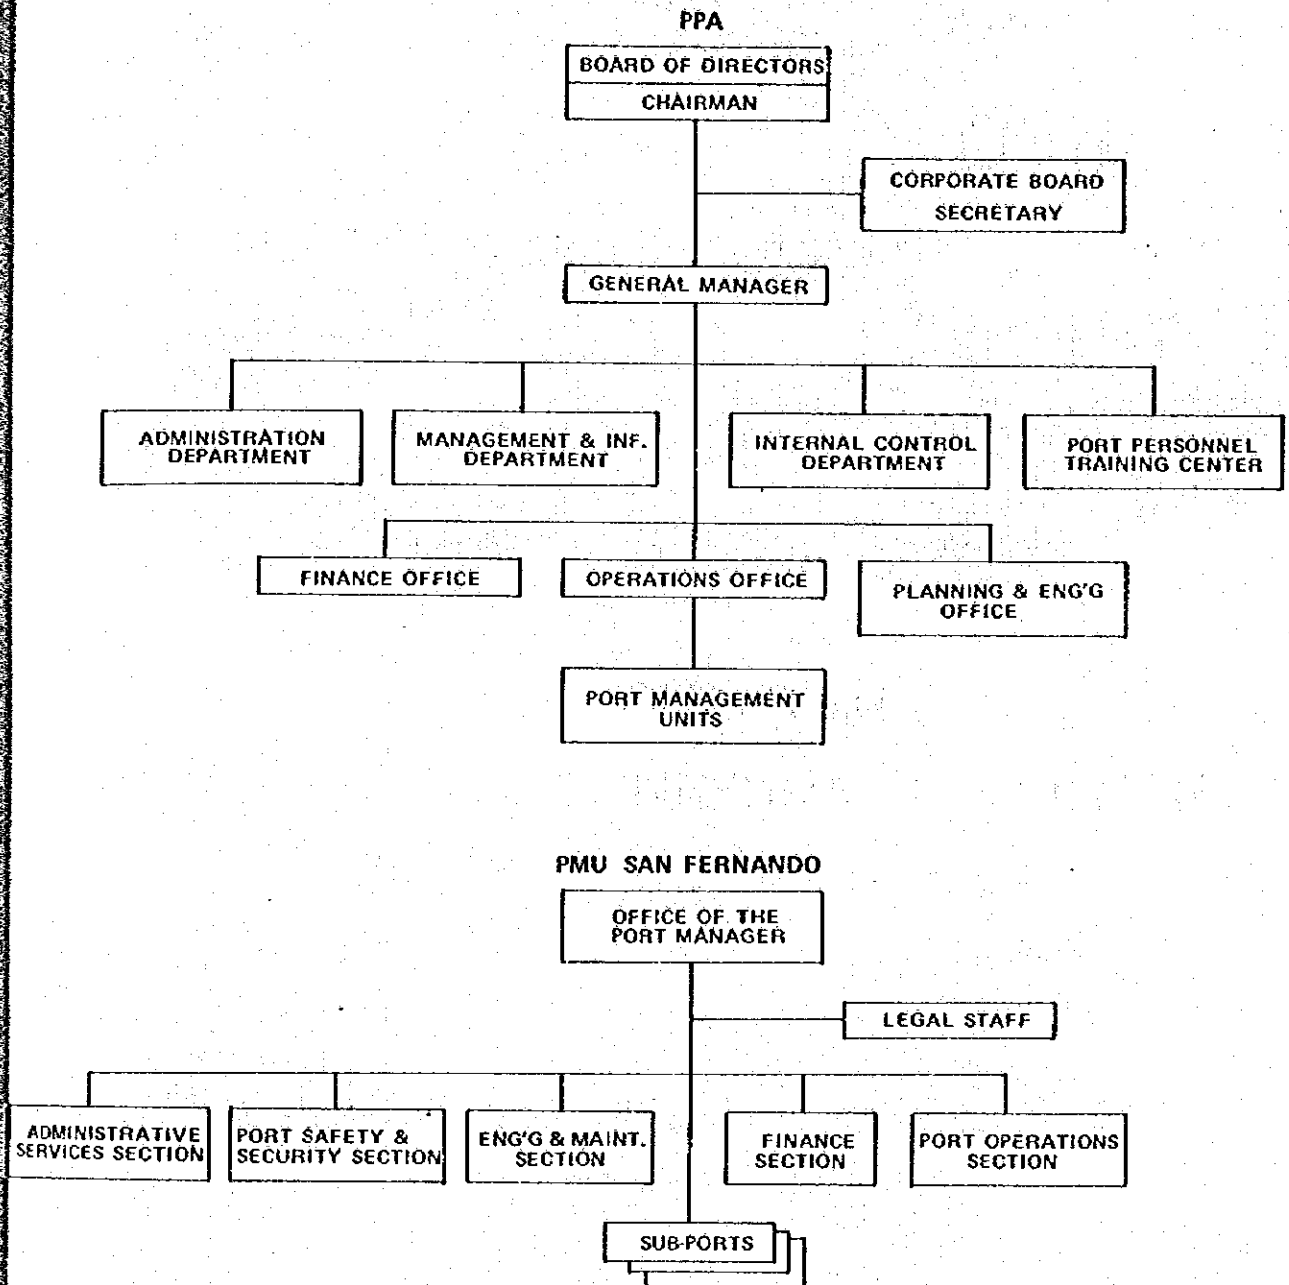 PPA
BOARD OF DIRECTORS
CHAIRMAN
CORPORATE BOARD
SECRETARY
GENERAL MANAGER
ADMINISTRATION
DEPARTMENT
MANAGEMENT & INF.
DEPARTMENT
INTERNAL CONTROL
DEPARTMENT
PORT PERSONNEL
TRAINING CENTER
FINANCE OFFICE
OPERATIONS OFFICE
PLANNING & ENG'G
OFFICE
PORT MANAGEMENT
UNITS
PMU SAN FERNANDO
OFFICE OF THE
PORT MANAGER
LEGAL STAFF
ADMINISTRATIVE
SERVICES SECTION
PORT SAFETY &
SECURITY SECTION
ENG'G & MAINT.
SECTION
FINANCE
SECTION
PORT OPERATIONS
SECTION
SUB-PORTS